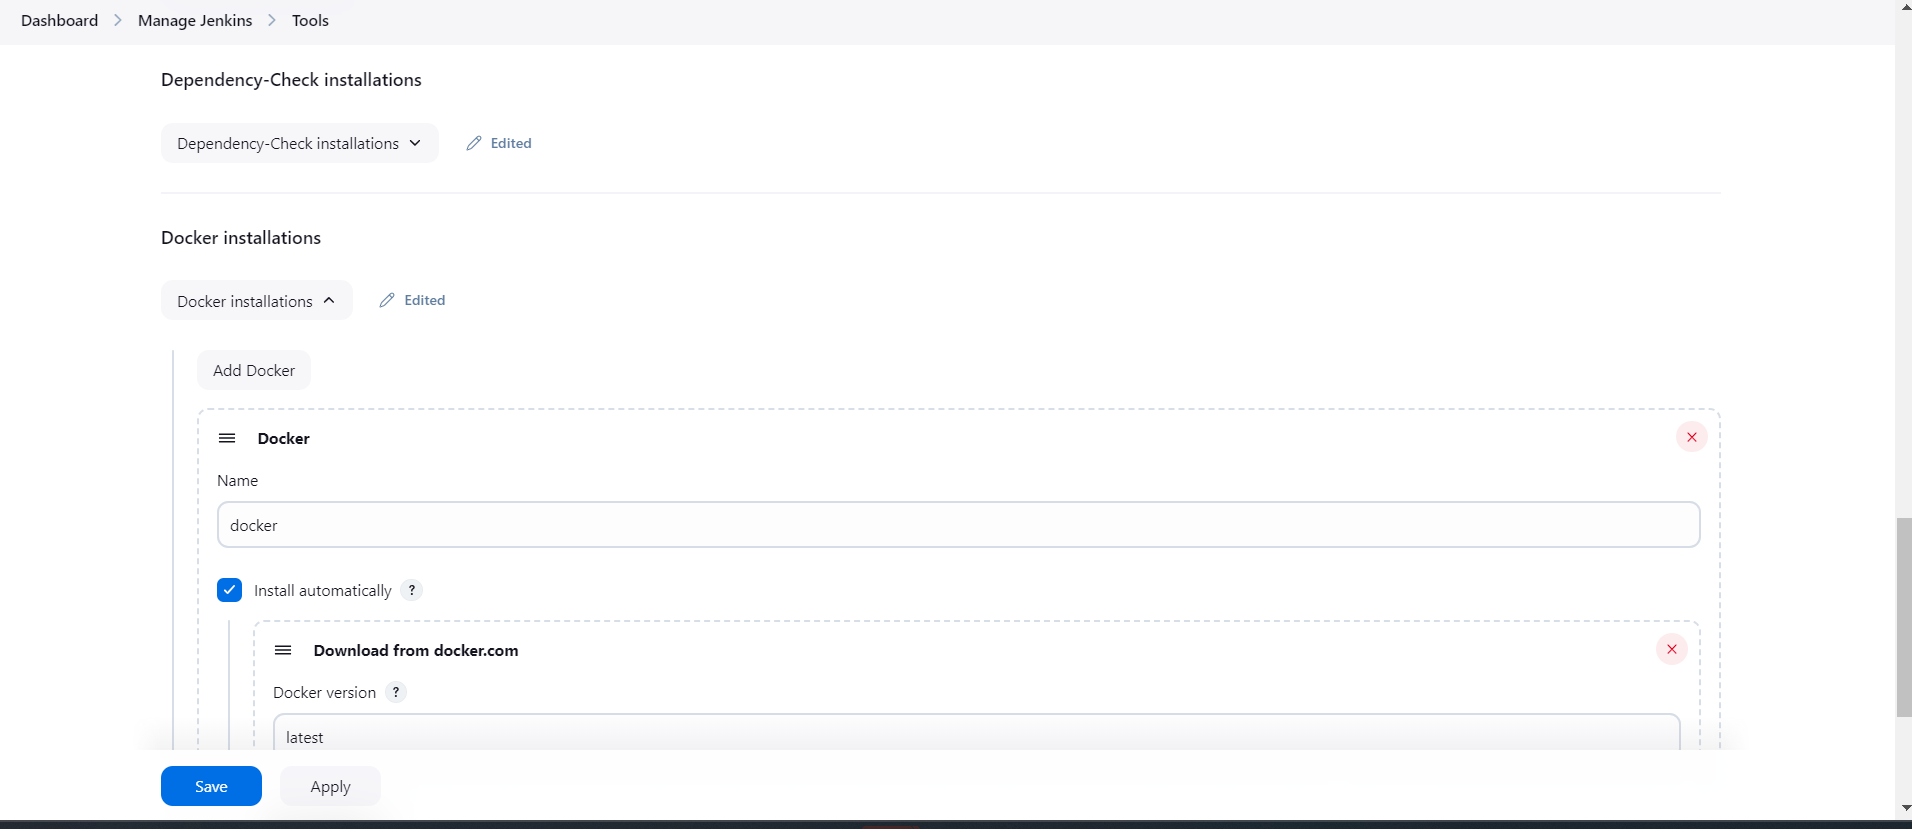 Dashboard > Manage Jenkins > Tools
Dependency-Check installations
Dependency-Check installations Edited
Docker installations
Docker installations Edited
Add Docker
Docker
Name
docker
Install automatically ?
Download from docker.com
Docker version ?
latest
Save Apply